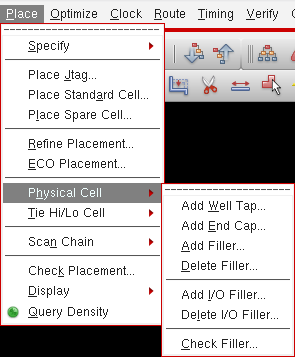 Place Optimize Clock Route Timing Verify
Specify
Place Jtag...
Place Standard Cell...
Place Spare Cell...
Refine Placement...
ECO Placement...
Physical Cell
Tie Hi/Lo Cell
Scan Chain
Check Placement...
Display
Query Density
Add Well Tap...
Add End Cap...
Add Filler...
Delete Filler...
Add I/O Filler...
Delete I/O Filler...
Check Filler...